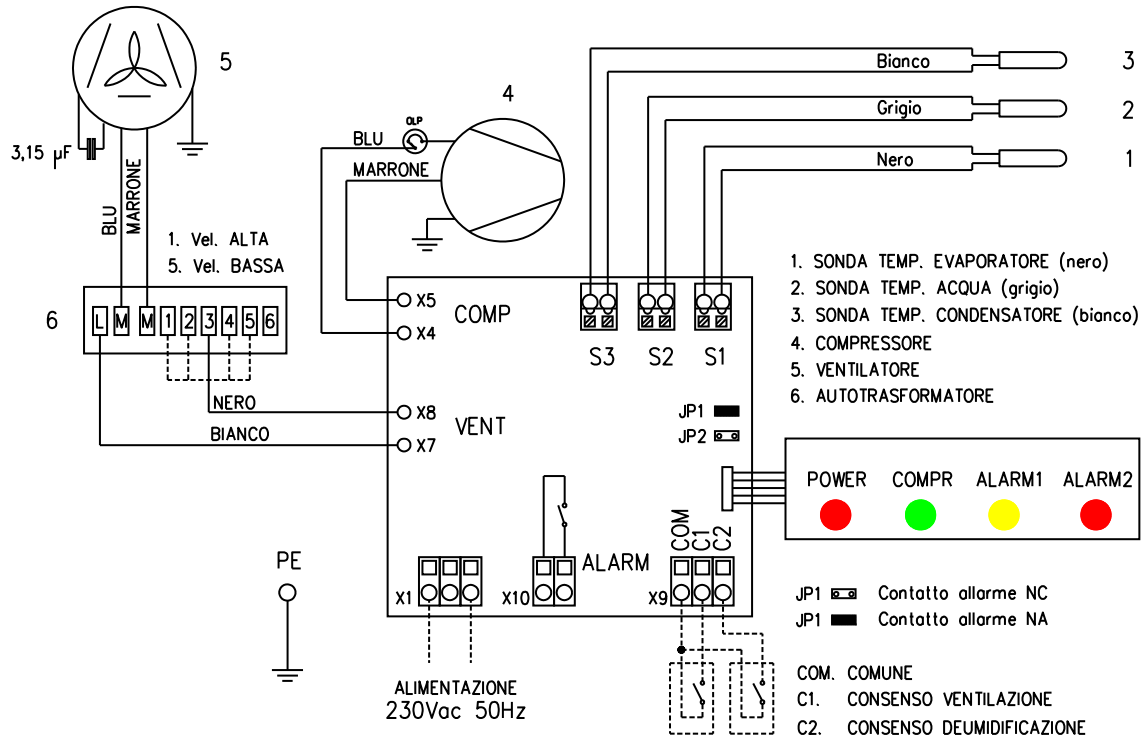 5
3,15 µF
BLU
MARRONE
1. Vel. ALTA
5. Vel. BASSA
6
L M M 1 2 3 4 5 6
NERO
BIANCO
4
OLP
BLU
MARRONE
Bianco
3
Grigio
2
Nero
1
X5
COMP
X4
X8
VENT
X7
S3
S2
S1
JP1
JP2
1. SONDA TEMP. EVAPORATORE (nero)
2. SONDA TEMP. ACQUA (grigio)
3. SONDA TEMP. CONDENSATORE (bianco)
4. COMPRESSORE
5. VENTILATORE
6. AUTOTRASFORMATORE
POWER COMPR ALARM1 ALARM2
PE
X1
X10
ALARM
X9
COM
C1
C2
ALIMENTAZIONE
230Vac 50Hz
JP1 Contatto allarme NC
JP1 Contatto allarme NA
COM. COMUNE
C1. CONSENSO VENTILAZIONE
C2. CONSENSO DEUMIDIFICAZIONE